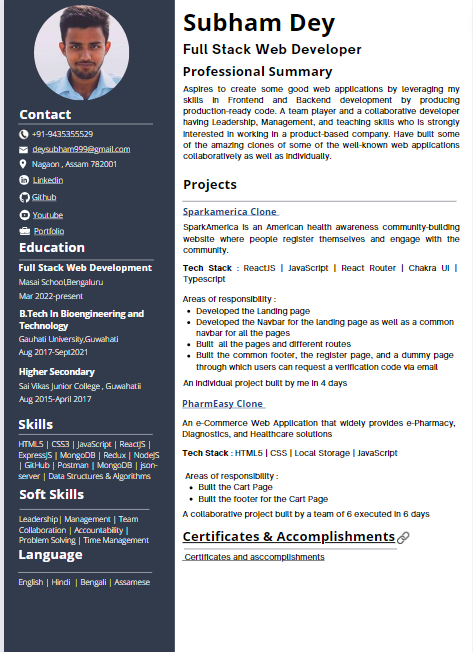 Subham Dey
Full Stack Web Developer
Professional Summary
Aspires to create some good web applications by leveraging my
skills in Frontend and Backend development by producing
production-ready code. A team player and a collaborative developer
having Leadership, Management, and teaching skills who is strongly
interested in working in a product-based company. Have built some
of the amazing clones of some of the well-known web applications
collaboratively as well as individually.
Projects
Sparkamerica Clone
SparkAmerica is an American health awareness community-building
website where people register themselves and engage with the
community.
Tech Stack : ReactJS | JavaScript | React Router | Chakra UI |
Typescript
Areas of responsibility :
• Developed the Landing page
• Developed the Navbar for the landing page as well as a common
navbar for all the pages
• Built all the pages and different routes
• Built the common footer, the register page, and a dummy page
through which users can request a verification code via email
An individual project built by me in 4 days
PharmEasy Clone
An e-Commerce Web Application that widely provides e-Pharmacy,
Diagnostics, and Healthcare solutions
Tech Stack : HTML5 | CSS | Local Storage | JavaScript
Areas of responsibility :
• Built the Cart Page
• Built the footer for the Cart Page
A collaborative project built by a team of 6 executed in 6 days
Certificates & Accomplishments
Certificates and asccomplishments
Contact
+91-9435355529
deysubham999@gmail.com
Nagaon , Assam 782001
Linkedin
Github
Youtube
Portfolio
Education
Full Stack Web Development
Masai School,Bengaluru
Mar 2022-present
B.Tech In Bioengineering and
Technology
Gauhati University,Guwahati
Aug 2017-Sept2021
Higher Secondary
Sai Vikas Junior College , Guwahatii
Aug 2015-April 2017
Skills
HTML5 | CSS3 | JavaScript | ReactJS |
ExpressJS | MongoDB | Redux | NodeJS
| GitHub | Postman | MongoDB | json-
server | Data Structures & Algorithms
Soft Skills
Leadership| Management | Team
Collaboration | Accountability |
Problem Solving | Time Management
Language
English | Hindi | Bengali | Assamese